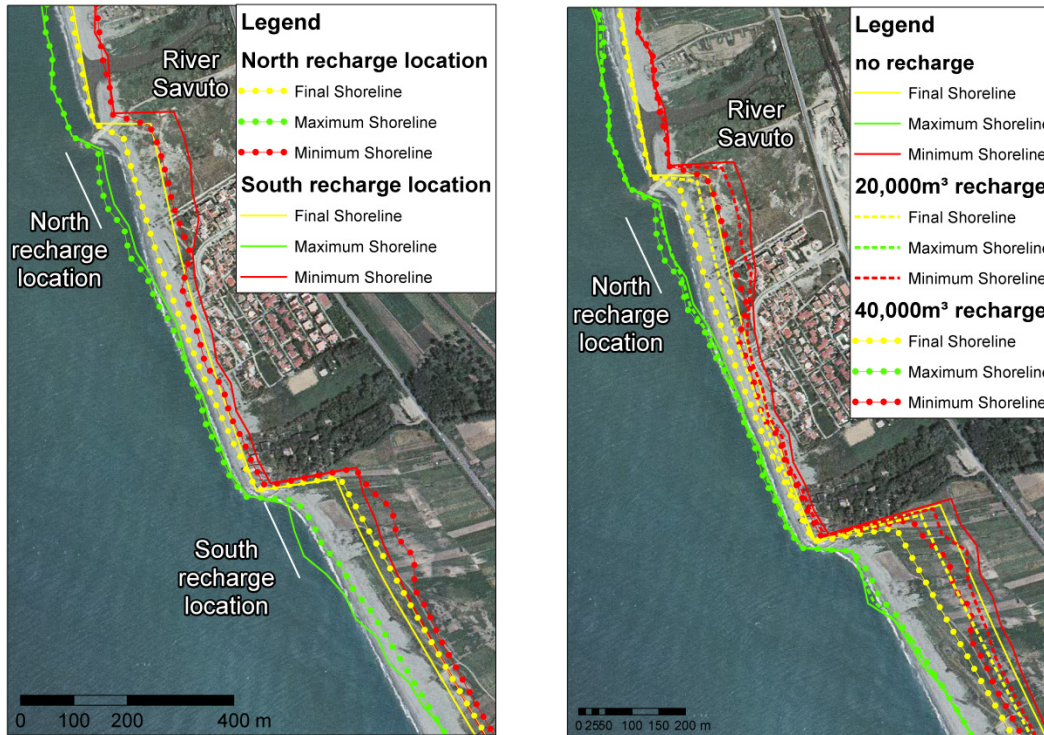 Legend
North recharge location
Final Shoreline
Maximum Shoreline
Minimum Shoreline
South recharge location
Final Shoreline
Maximum Shoreline
Minimum Shoreline
River
Savuto
North
recharge
location
South
recharge
location
0 100 200 400 m
Legend
no recharge
Final Shoreline
Maximum Shoreline
Minimum Shoreline
20,000m³ recharge
Final Shoreline
Maximum Shoreline
Minimum Shoreline
40,000m³ recharge
Final Shoreline
Maximum Shoreline
Minimum Shoreline
River
Savuto
North
recharge
location
0 25 50 100 150 200 m